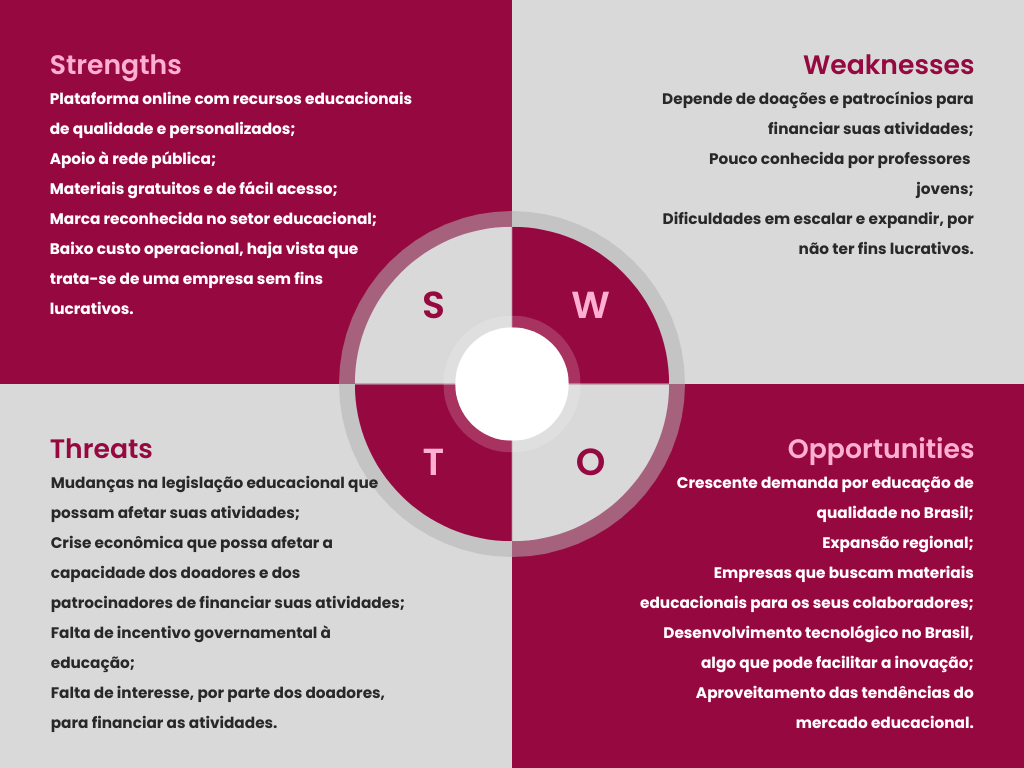 Strengths
Plataforma online com recursos educacionais
de qualidade e personalizados;
Apoio à rede pública;
Materiais gratuitos e de fácil acesso;
Marca reconhecida no setor educacional;
Baixo custo operacional, haja vista que
trata-se de uma empresa sem fins
lucrativos.
Weaknesses
Depende de doações e patrocínios para
financiar suas atividades;
Pouco conhecida por professores
jovens;
Dificuldades em escalar e expandir, por
não ter fins lucrativos.
S
W
T
O
Threats
Mudanças na legislação educacional que
possam afetar suas atividades;
Crise econômica que possa afetar a
capacidade dos doadores e dos
patrocinadores de financiar suas atividades;
Falta de incentivo governamental à
educação;
Falta de interesse, por parte dos doadores,
para financiar as atividades.
Opportunities
Crescente demanda por educação de
qualidade no Brasil;
Expansão regional;
Empresas que buscam materiais
educacionais para os seus colaboradores;
Desenvolvimento tecnológico no Brasil,
algo que pode facilitar a inovação;
Aproveitamento das tendências do
mercado educacional.